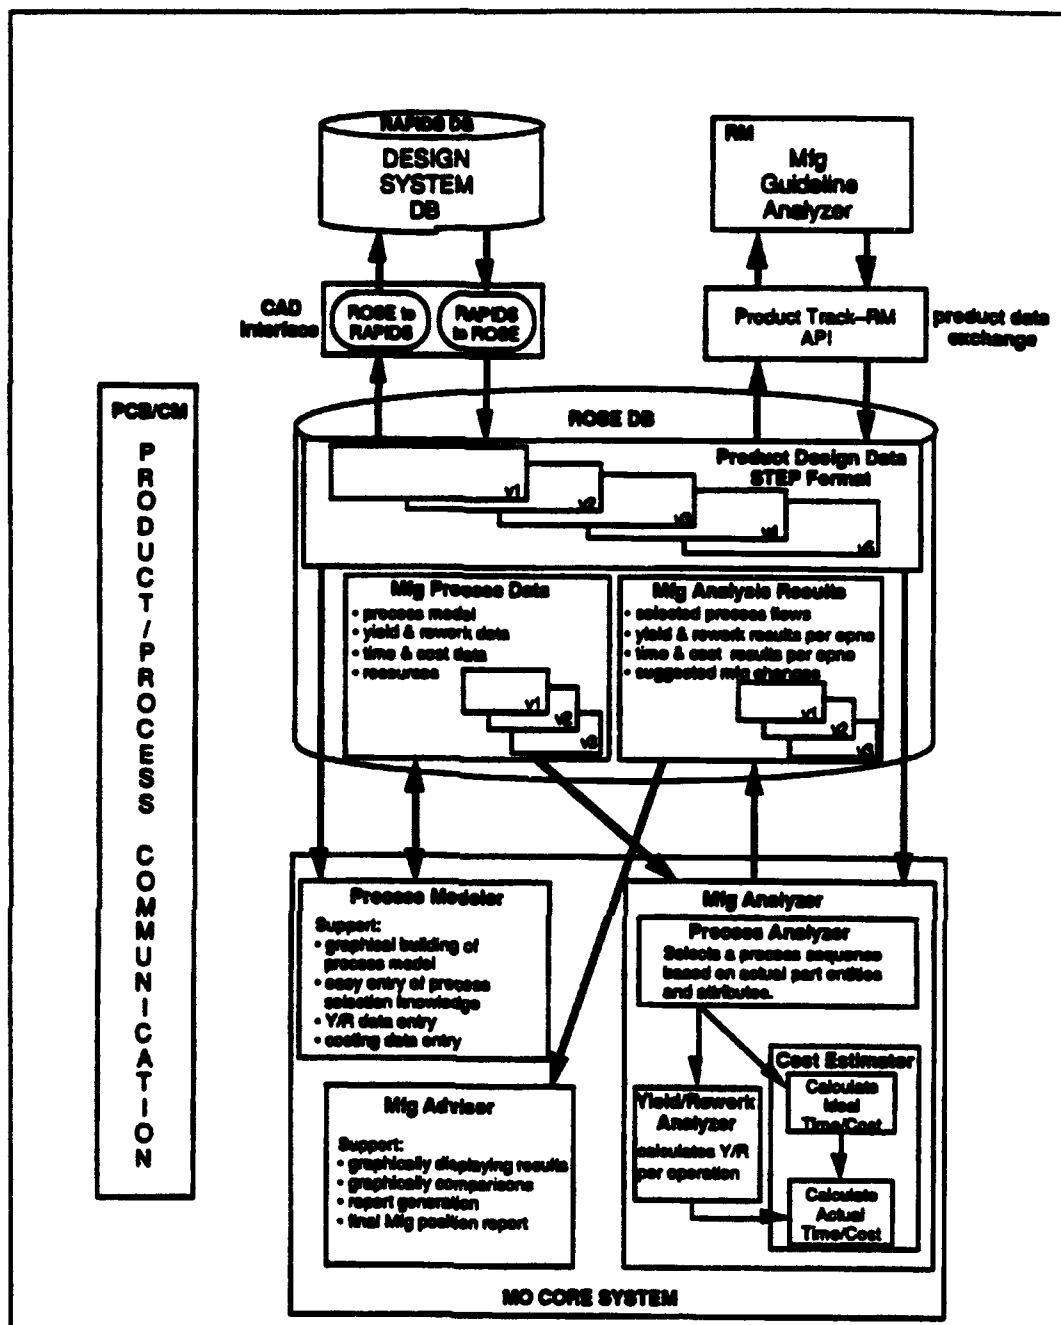 RAPIDS DB
DESIGN
SYSTEM
DB
RM
Mfg
Guideline
Analyzer
CAD
Interface
ROSE to
RAPIDS
RAPIDS
to ROSE
Product Track–RM
API
product data
exchange
PCB/CM
PRODUCT/PROCESS COMMUNICATION
ROSE DB
Product Design Data
STEP Format
v1
v2
v3
v4
v5
Mfg Process Data
• process model
• yield & rework data
• time & cost data
• resources
v1
v2
v3
Mfg Analysis Results
• selected process flows
• yield & rework results per opns
• time & cost results per opns
• suggested mfg changes
v1
v2
v3
Process Modeler
Support:
• graphical building of
process model
• easy entry of process
selection knowledge
• Y/R data entry
• costing data entry
Mfg Advisor
Support:
• graphically displaying results
• graphically comparisons
• report generation
• final Mfg position report
Mfg Analyzer
Process Analyzer
Selects a process sequence
based on actual part entities
and attributes.
Yield/Rework
Analyzer
calculates Y/R
per operation
Cost Estimator
Calculate
Ideal
Time/Cost
Calculate
Actual
Time/Cost
MO CORE SYSTEM